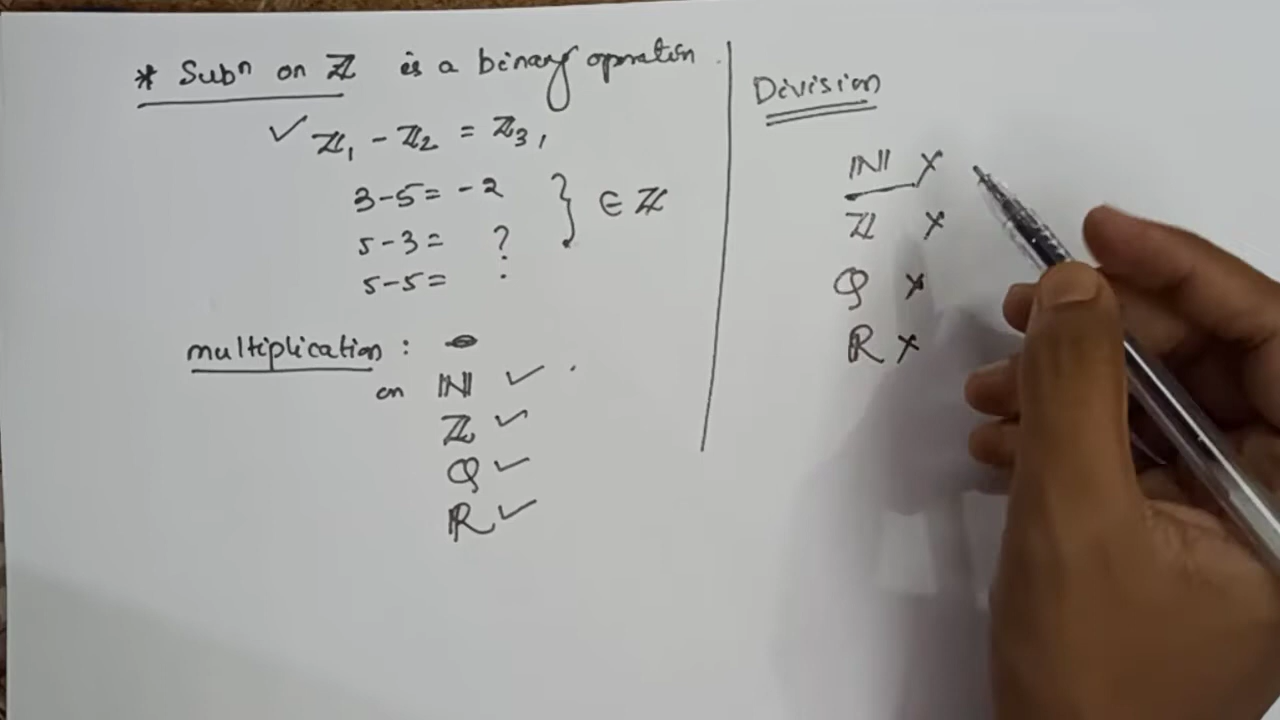 * Subⁿ on ℤ is a binary operation.
✓ ℤ₁ - ℤ₂ = ℤ₃,
3-5 = -2 } ∈ ℤ
5-3 = ?
5-5 = :
multiplication :
on ℕ ✓ .
ℤ ✓
Q ✓
ℝ ✓
Division
ℕ ×
ℤ ×
Q ×
ℝ ×